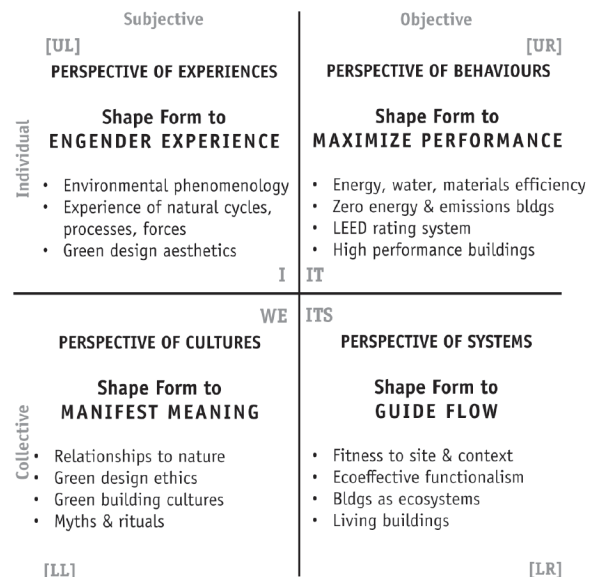 Subjective
Objective
[UL]
[UR]
Individual
PERSPECTIVE OF EXPERIENCES
Shape Form to
ENGENDER EXPERIENCE
• Environmental phenomenology
• Experience of natural cycles,
processes, forces
• Green design aesthetics
I
PERSPECTIVE OF BEHAVIOURS
Shape Form to
MAXIMIZE PERFORMANCE
• Energy, water, materials efficiency
• Zero energy & emissions bldgs
• LEED rating system
• High performance buildings
IT
Collective
WE
PERSPECTIVE OF CULTURES
Shape Form to
MANIFEST MEANING
• Relationships to nature
• Green design ethics
• Green building cultures
• Myths & rituals
[LL]
ITS
PERSPECTIVE OF SYSTEMS
Shape Form to
GUIDE FLOW
• Fitness to site & context
• Ecoeffective functionalism
• Bldgs as ecosystems
• Living buildings
[LR]